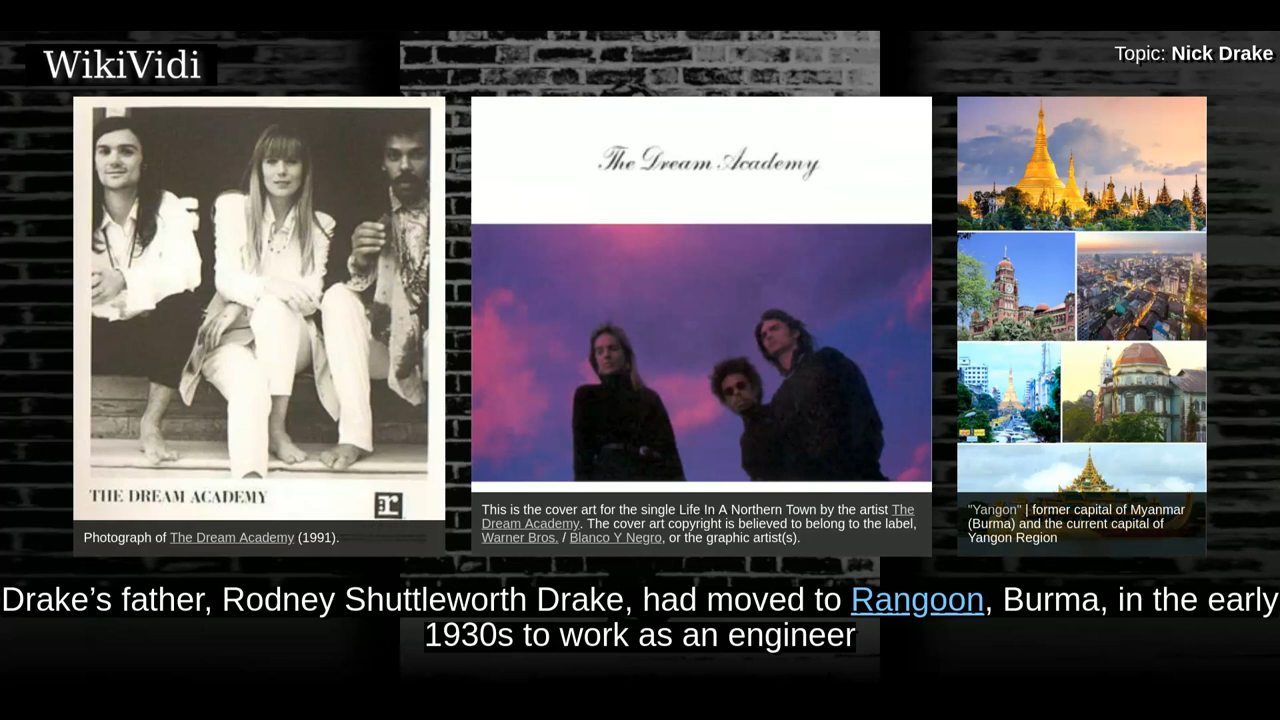 WikiVidi
Topic: Nick Drake
THE DREAM ACADEMY
r
Photograph of The Dream Academy (1991).
The Dream Academy
This is the cover art for the single Life In A Northern Town by the artist The
Dream Academy. The cover art copyright is believed to belong to the label,
Warner Bros. / Blanco Y Negro, or the graphic artist(s).
"Yangon" | former capital of Myanmar
(Burma) and the current capital of
Yangon Region
Drake’s father, Rodney Shuttleworth Drake, had moved to Rangoon, Burma, in the early
1930s to work as an engineer